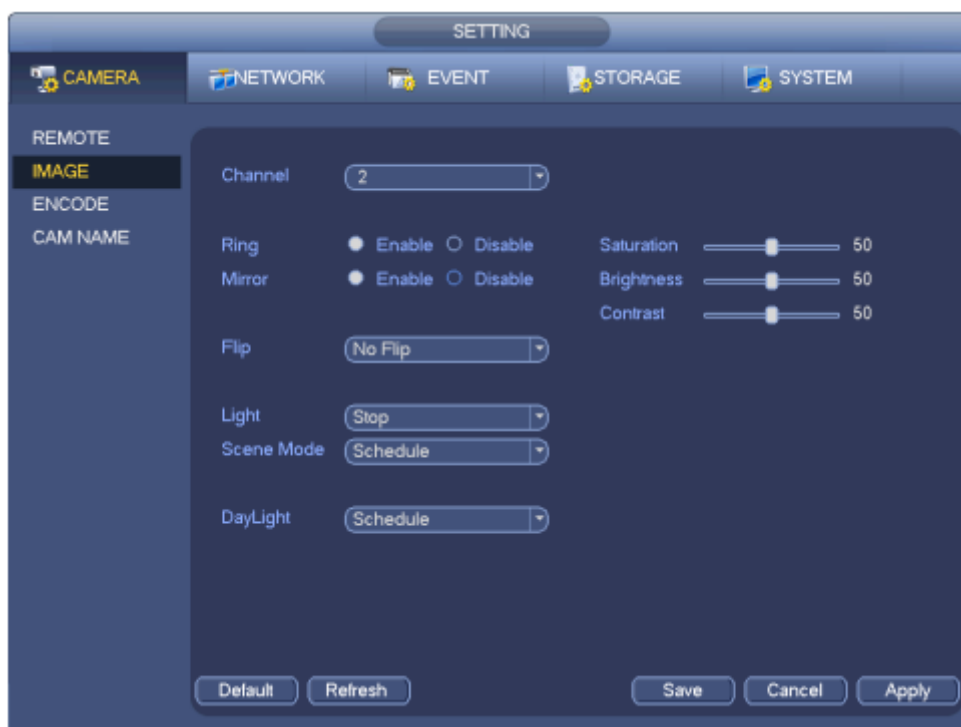 SETTING
CAMERA NETWORK EVENT STORAGE SYSTEM
REMOTE
IMAGE
ENCODE
CAM NAME
Channel 2
Ring Enable Disable Saturation 50
Mirror Enable Disable Brightness 50
Contrast 50
Flip No Flip
Light Stop
Scene Mode Schedule
DayLight Schedule
Default Refresh Save Cancel Apply